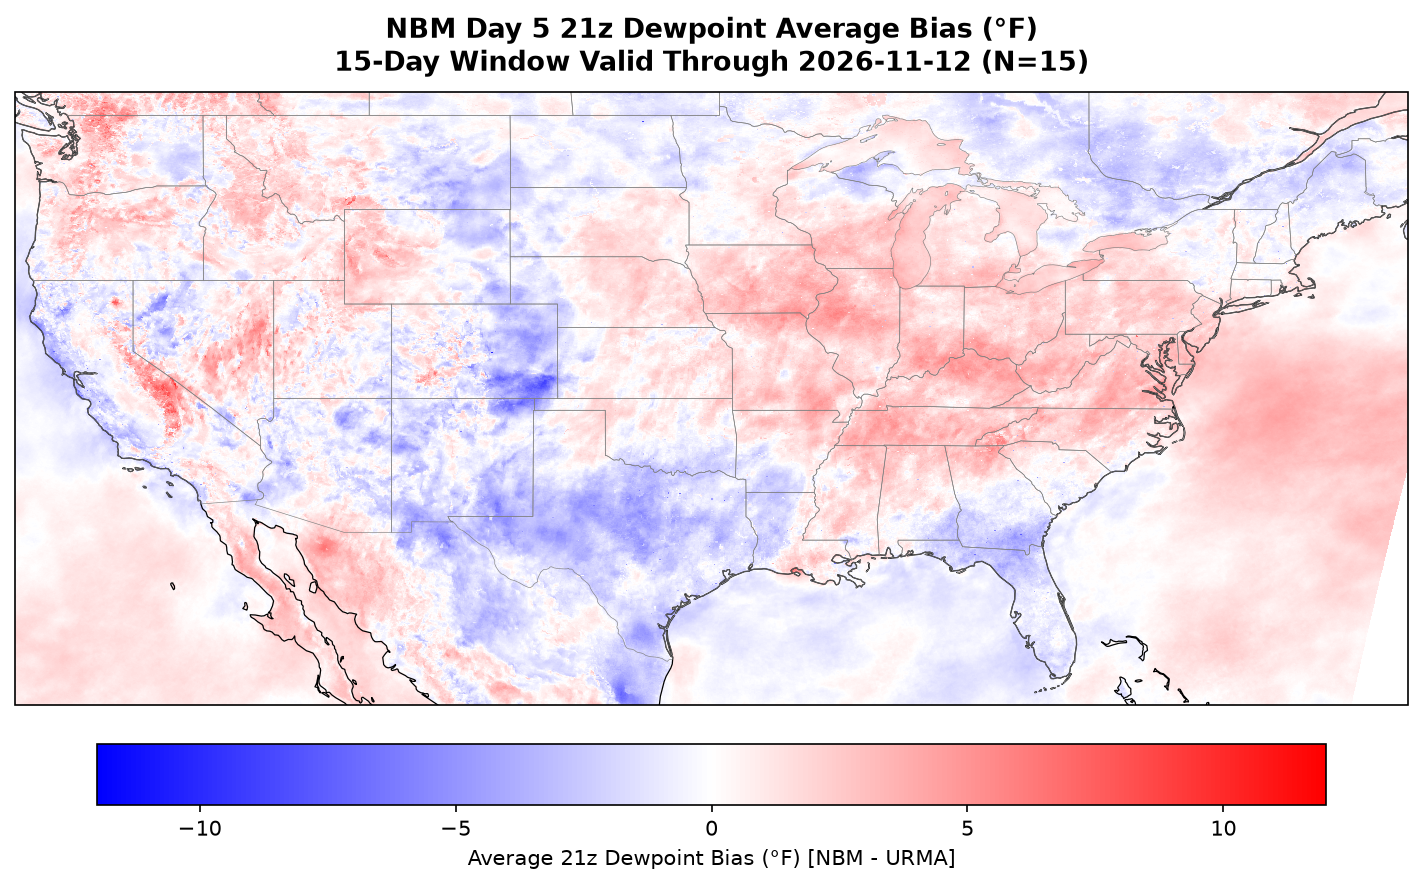 NBM Day 5 21z Dewpoint Average Bias (°F)
15-Day Window Valid Through 2026-11-12 (N=15)
−10 −5 0 5 10
Average 21z Dewpoint Bias (°F) [NBM - URMA]